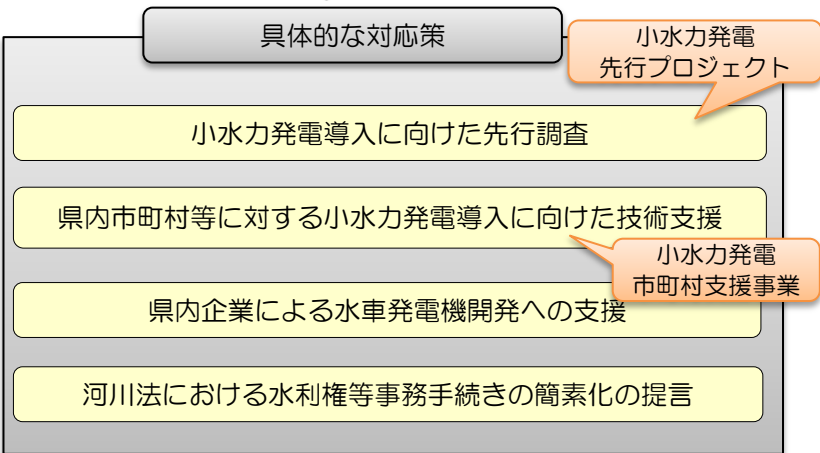 具体的な対応策
小水力発電
先行プロジェクト
小水力発電導入に向けた先行調査
県内市町村等に対する小水力発電導入に向けた技術支援
小水力発電
市町村支援事業
県内企業による水車発電機開発への支援
河川法における水利権等事務手続きの簡素化の提言